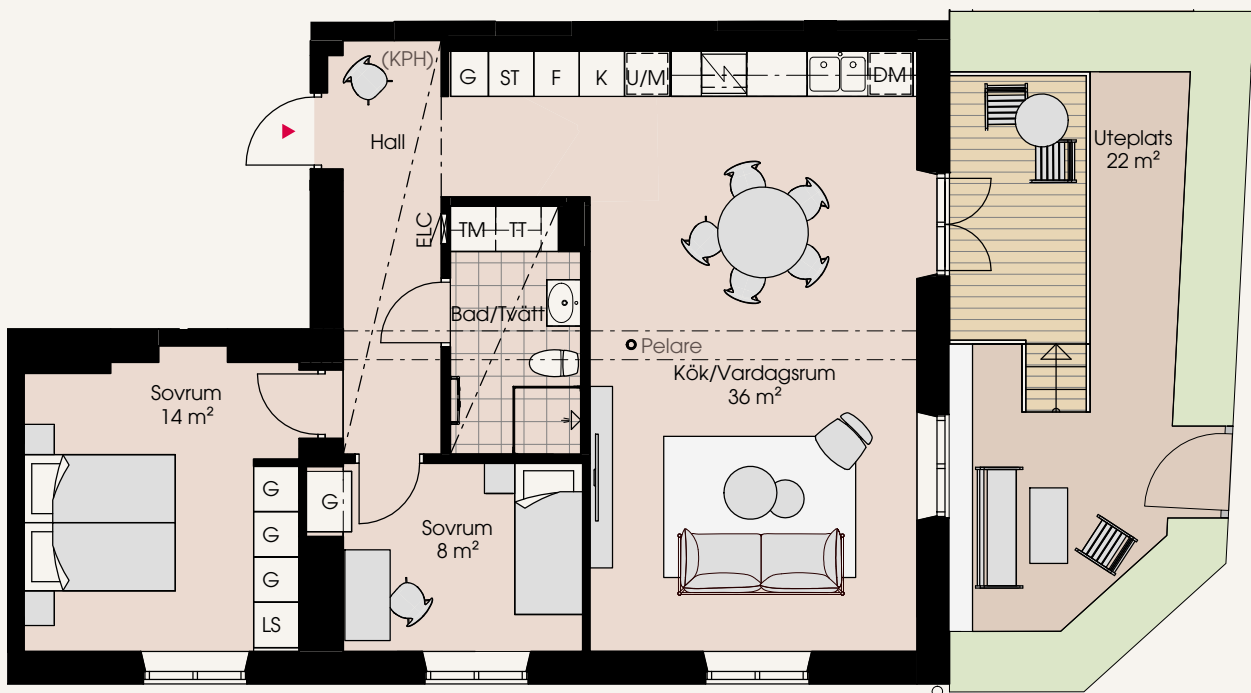 (KPH)
G ST F K U/M DM
Hall
Uteplats
22 m²
ELC
TM TT
Bad/Tvätt
Pelare
Kök/Vardagsrum
36 m²
Sovrum
14 m²
G
G
G
LS
G
Sovrum
8 m²